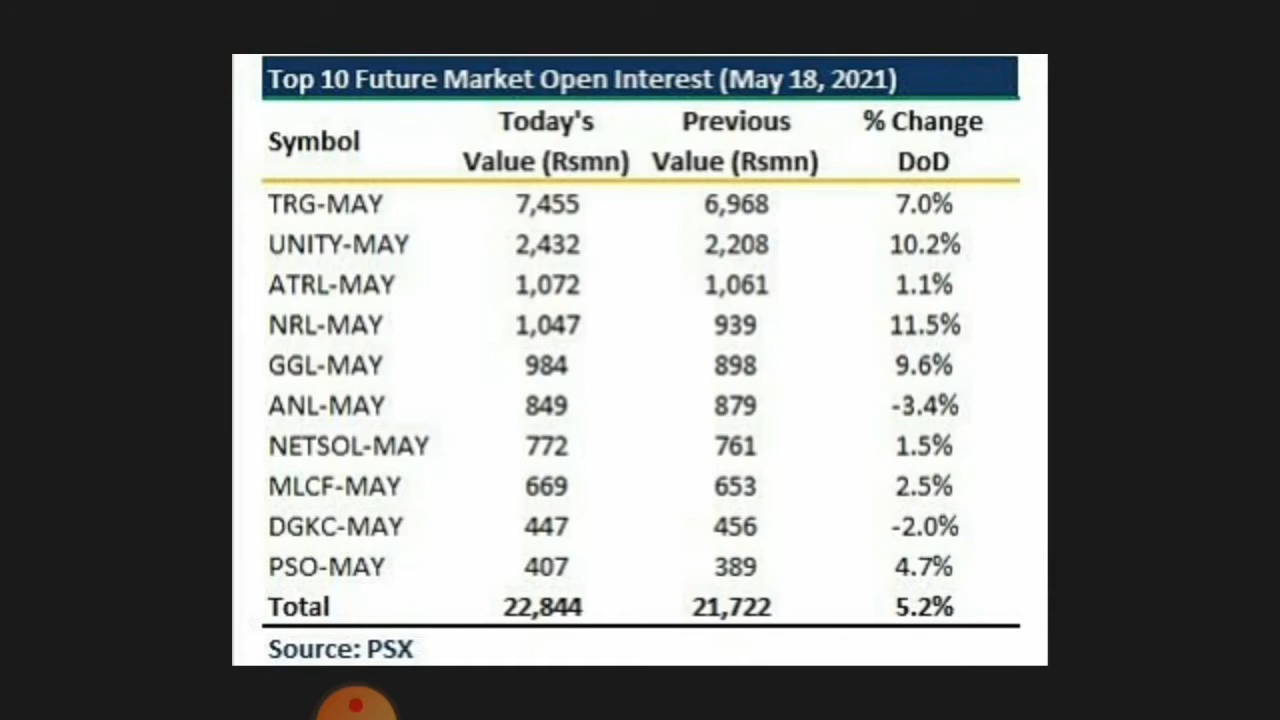 Top 10 Future Market Open Interest (May 18, 2021)
Symbol Today's Value (Rsmn) Previous Value (Rsmn) % Change DoD
TRG-MAY 7,455 6,968 7.0%
UNITY-MAY 2,432 2,208 10.2%
ATRL-MAY 1,072 1,061 1.1%
NRL-MAY 1,047 939 11.5%
GGL-MAY 984 898 9.6%
ANL-MAY 849 879 -3.4%
NETSOL-MAY 772 761 1.5%
MLCF-MAY 669 653 2.5%
DGKC-MAY 447 456 -2.0%
PSO-MAY 407 389 4.7%
Total 22,844 21,722 5.2%
Source: PSX